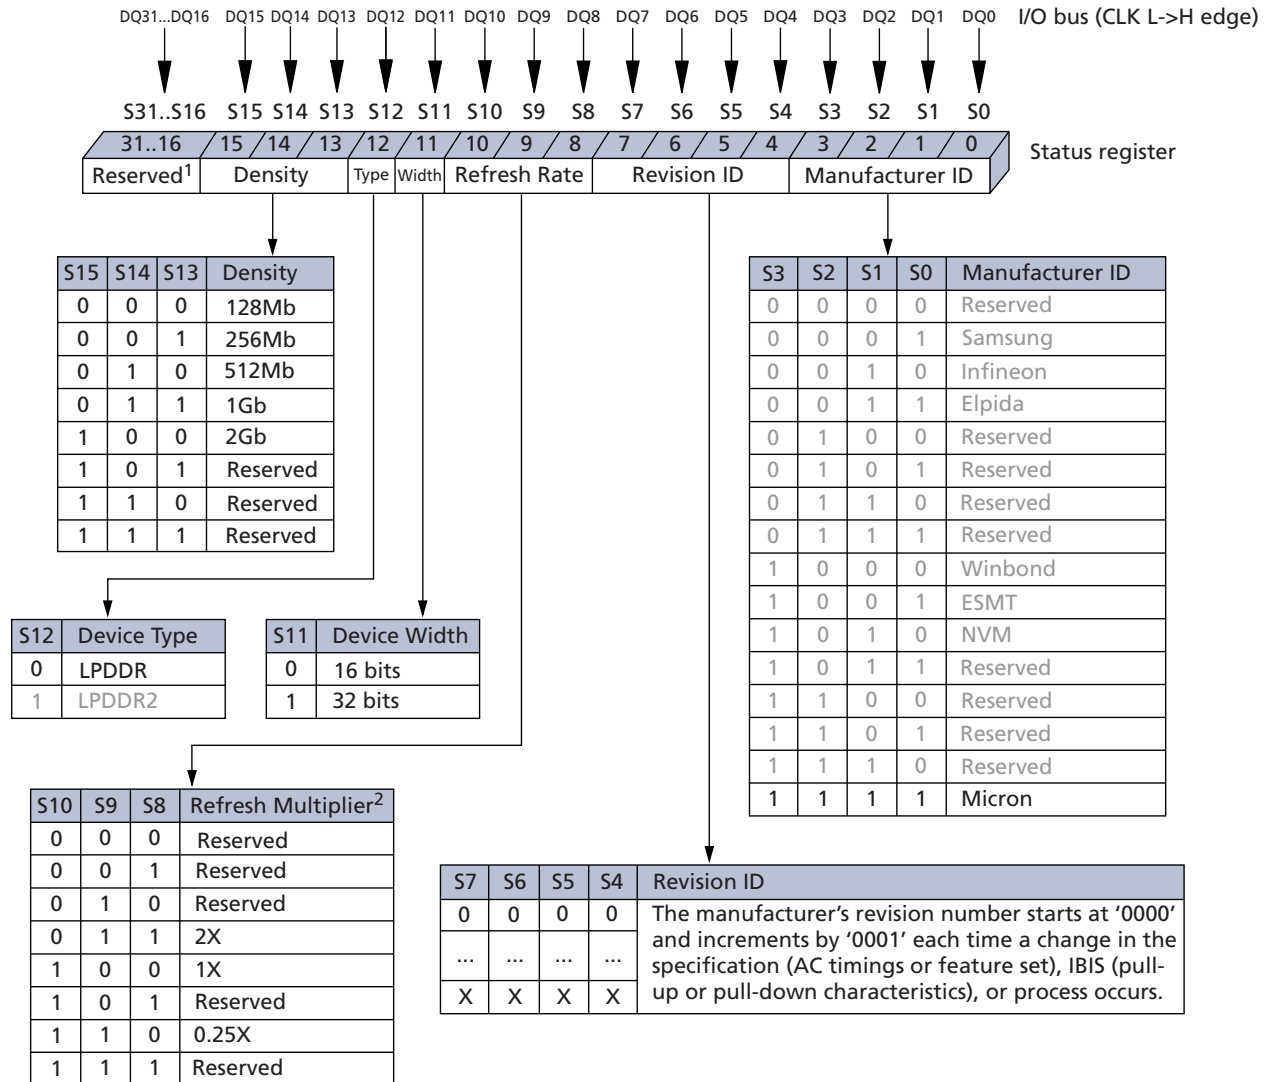 DQ31...DQ16 DQ15 DQ14 DQ13 DQ12 DQ11 DQ10 DQ9 DQ8 DQ7 DQ6 DQ5 DQ4 DQ3 DQ2 DQ1 DQ0 I/O bus (CLK L->H edge)
S31..S16 S15 S14 S13 S12 S11 S10 S9 S8 S7 S6 S5 S4 S3 S2 S1 S0
31..16 15 14 13 12 11 10 9 8 7 6 5 4 3 2 1 0
Status register
Reserved1 Density Type Width Refresh Rate Revision ID Manufacturer ID
S15 S14 S13 Density
0 0 0 128Mb
0 0 1 256Mb
0 1 0 512Mb
0 1 1 1Gb
1 0 0 2Gb
1 0 1 Reserved
1 1 0 Reserved
1 1 1 Reserved
S3 S2 S1 S0 Manufacturer ID
0 0 0 0 Reserved
0 0 0 1 Samsung
0 0 1 0 Infineon
0 0 1 1 Elpida
0 1 0 0 Reserved
0 1 0 1 Reserved
0 1 1 0 Reserved
0 1 1 1 Reserved
1 0 0 0 Winbond
1 0 0 1 ESMT
1 0 1 0 NVM
1 0 1 1 Reserved
1 1 0 0 Reserved
1 1 0 1 Reserved
1 1 1 0 Reserved
1 1 1 1 Micron
S12 Device Type
0 LPDDR
1 LPDDR2
S11 Device Width
0 16 bits
1 32 bits
S10 S9 S8 Refresh Multiplier2
0 0 0 Reserved
0 0 1 Reserved
0 1 0 Reserved
0 1 1 2X
1 0 0 1X
1 0 1 Reserved
1 1 0 0.25X
1 1 1 Reserved
S7 S6 S5 S4 Revision ID
0 0 0 0 The manufacturer's revision number starts at '0000'
and increments by '0001' each time a change in the
... ... ... ... specification (AC timings or feature set), IBIS (pull-
X X X X up or pull-down characteristics), or process occurs.